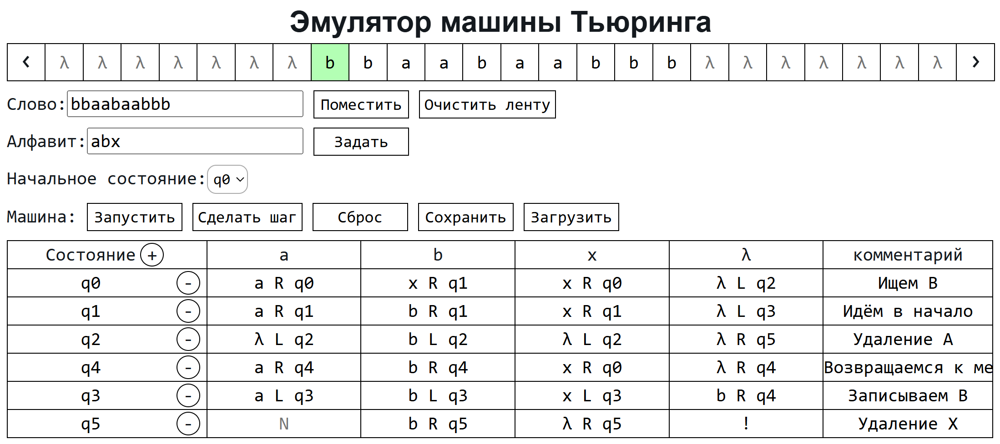 Эмулятор машины Тьюринга
‹ λ λ λ λ λ λ λ b b a a b a a b b b λ λ λ λ λ λ λ ›
Слово: bbaabaabbb Поместить Очистить ленту
Алфавит: abx Задать
Начальное состояние: q0
Машина: Запустить Сделать шаг Сброс Сохранить Загрузить
Состояние + a b x λ комментарий
q0 - a R q0 x R q1 x R q0 λ L q2 Ищем В
q1 - a R q1 b R q1 x R q1 λ L q3 Идём в начало
q2 - λ L q2 b L q2 λ L q2 λ R q5 Удаление А
q4 - a R q4 b R q4 x R q0 λ R q4 Возвращаемся к ме
q3 - a L q3 b L q3 x L q3 b R q4 Записываем В
q5 - N b R q5 λ R q5 ! Удаление Х